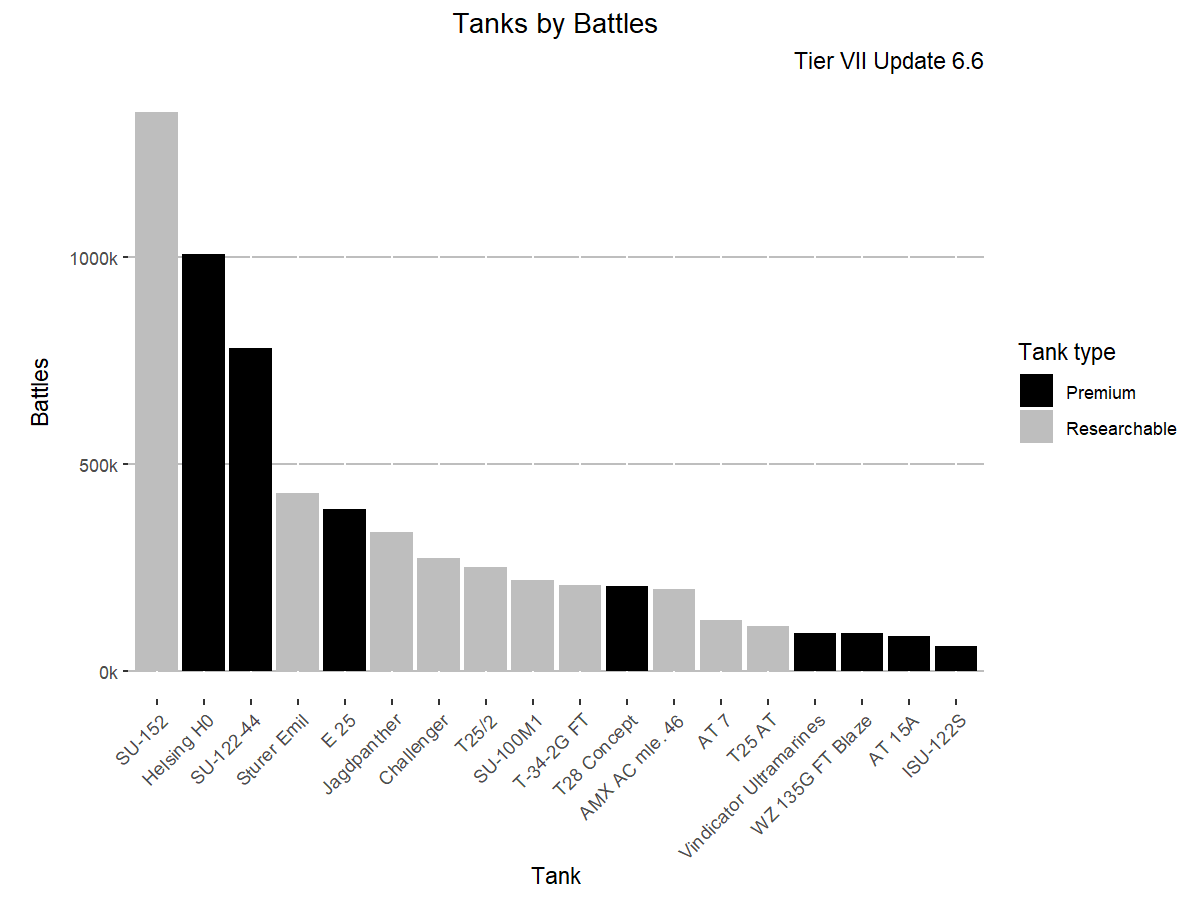 Tanks by Battles
Tier VII Update 6.6
1000k
500k
0k
Battles
SU-152
Helsing H0
SU-122-44
Sturer Emil
E 25
Jagdpanther
Challenger
T25/2
SU-100M1
T-34-2G FT
T28 Concept
AMX AC mle. 46
AT 7
T25 AT
Vindicator Ultramarines
WZ 135G FT Blaze
AT 15A
ISU-122S
Tank
Tank type
Premium
Researchable